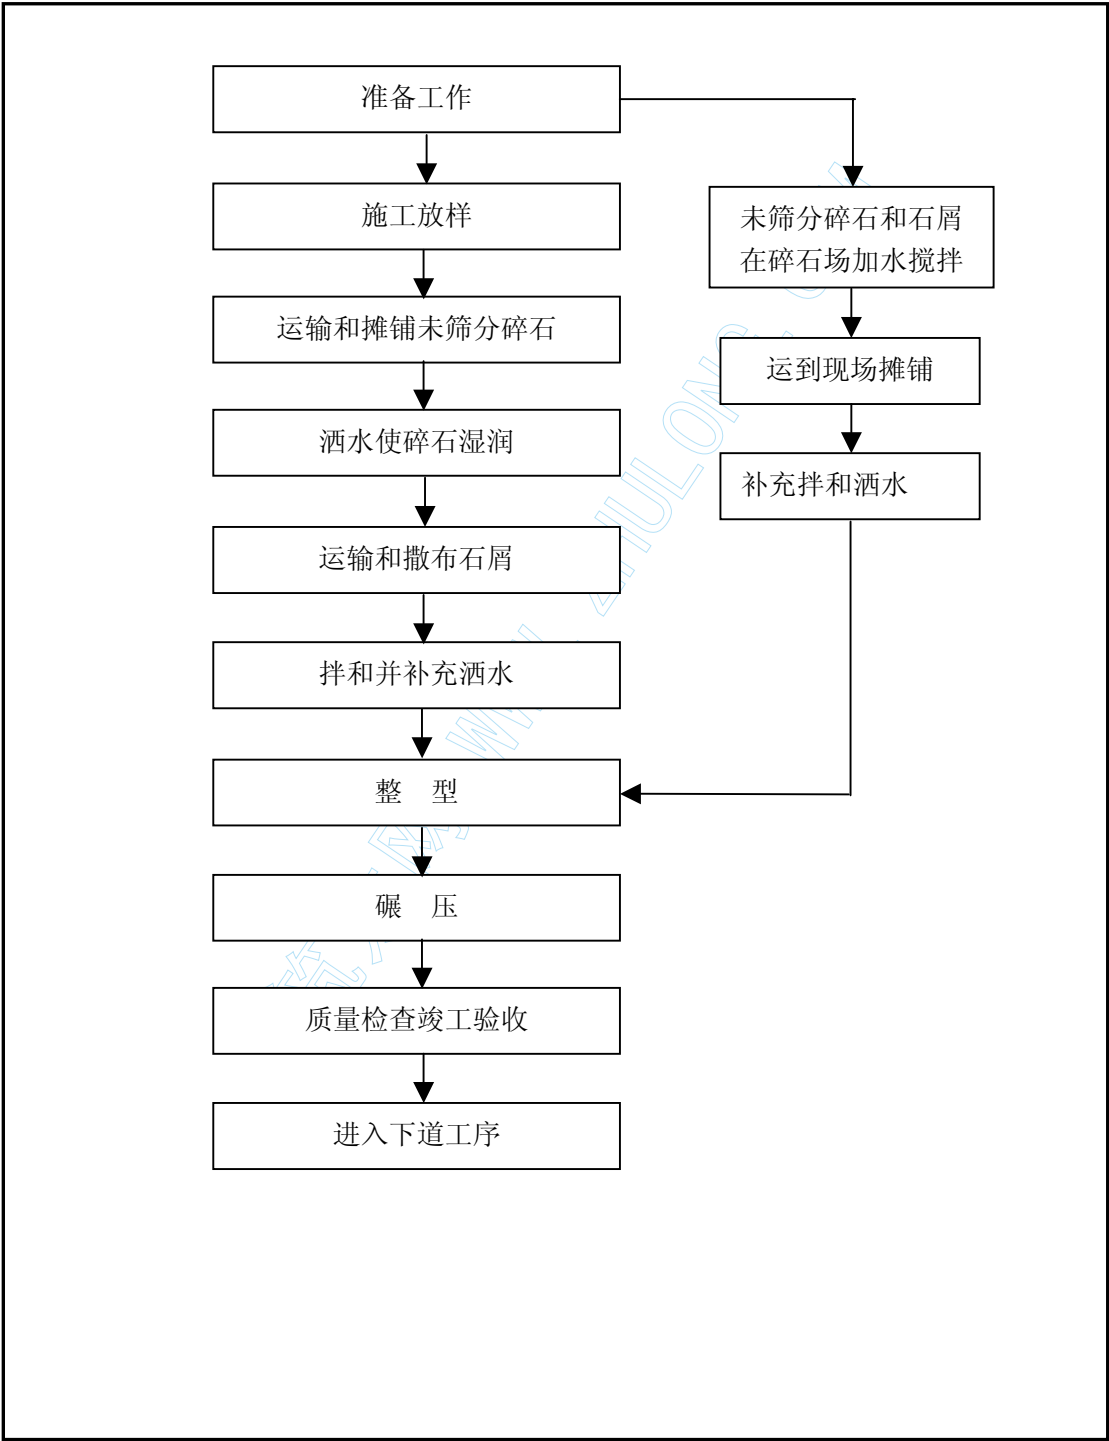 准备工作
施工放样
运输和摊铺未筛分碎石
洒水使碎石湿润
运输和撒布石屑
拌和并补充洒水
整　型
碾　压
质量检查竣工验收
进入下道工序
未筛分碎石和石屑
在碎石场加水搅拌
运到现场摊铺
补充拌和洒水